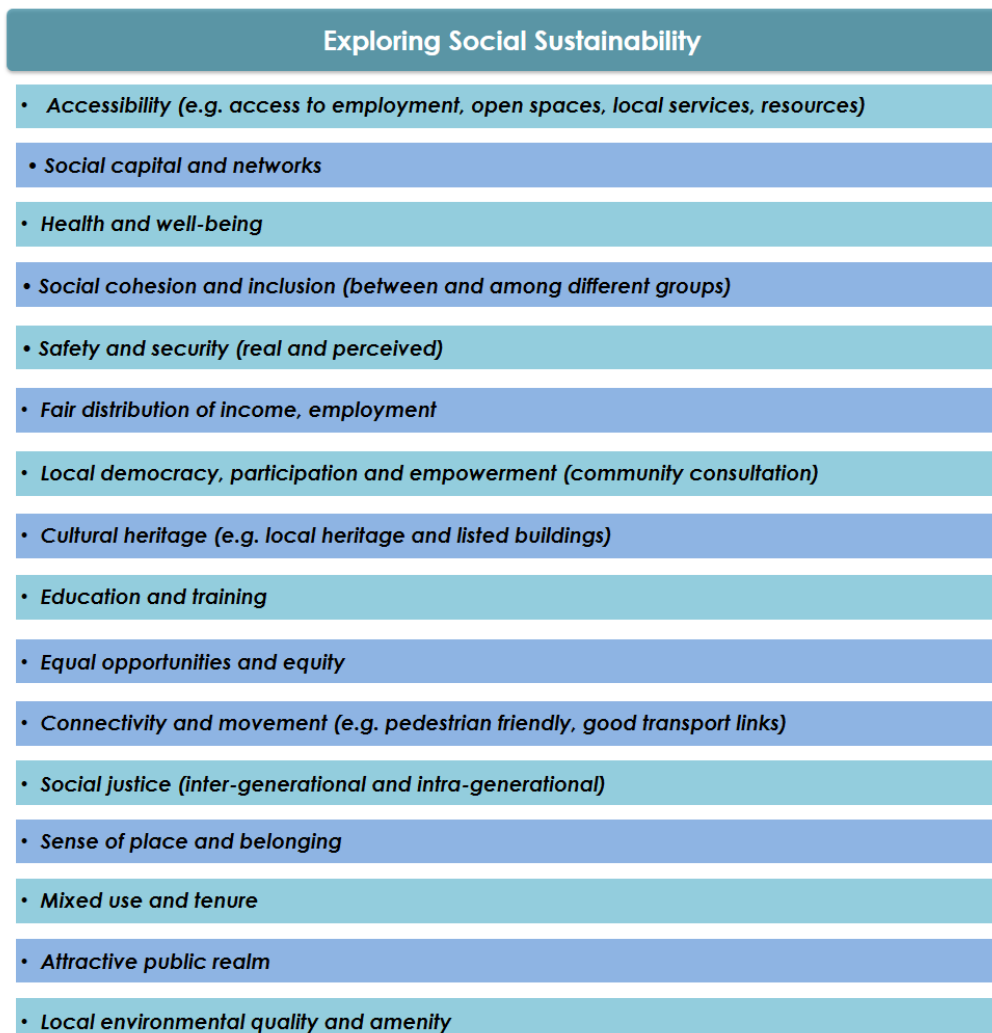 Exploring Social Sustainability
• Accessibility (e.g. access to employment, open spaces, local services, resources)
• Social capital and networks
• Health and well-being
• Social cohesion and inclusion (between and among different groups)
• Safety and security (real and perceived)
• Fair distribution of income, employment
• Local democracy, participation and empowerment (community consultation)
• Cultural heritage (e.g. local heritage and listed buildings)
• Education and training
• Equal opportunities and equity
• Connectivity and movement (e.g. pedestrian friendly, good transport links)
• Social justice (inter-generational and intra-generational)
• Sense of place and belonging
• Mixed use and tenure
• Attractive public realm
• Local environmental quality and amenity